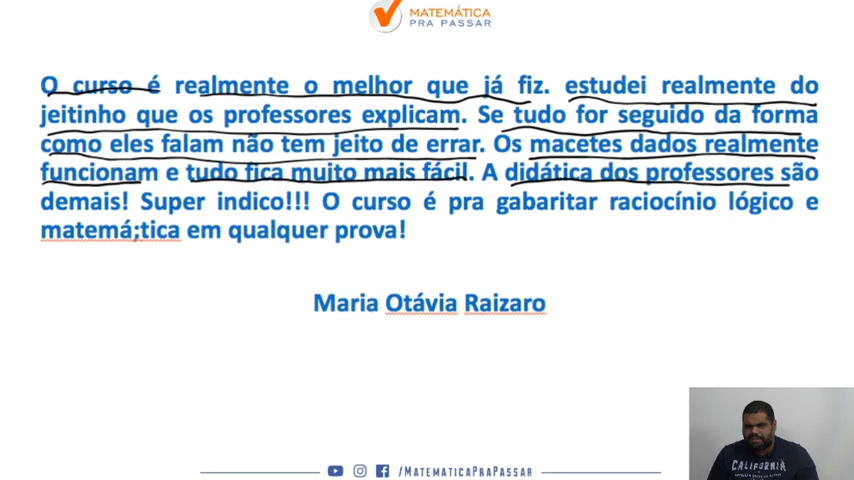 MATEMÁTICA
PRA PASSAR
O curso é realmente o melhor que já fiz. estudei realmente do
jeitinho que os professores explicam. Se tudo for seguido da forma
como eles falam não tem jeito de errar. Os macetes dados realmente
funcionam e tudo fica muito mais fácil. A didática dos professores são
demais! Super indico!!! O curso é pra gabaritar raciocínio lógico e
matemá;tica em qualquer prova!
Maria Otávia Raizaro
CALIFORNIA
/MatematicaPraPassar